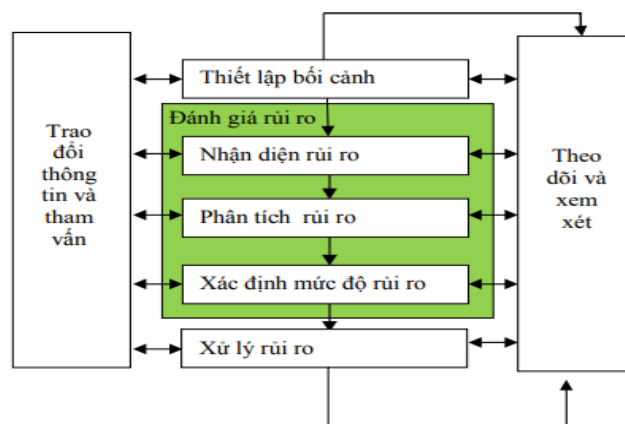 Thiết lập bối cảnh
Đánh giá rủi ro
Nhận diện rủi ro
Phân tích rủi ro
Xác định mức độ rủi ro
Xử lý rủi ro
Trao
đổi
thông
tin và
tham
vấn
Theo
dõi và
xem
xét